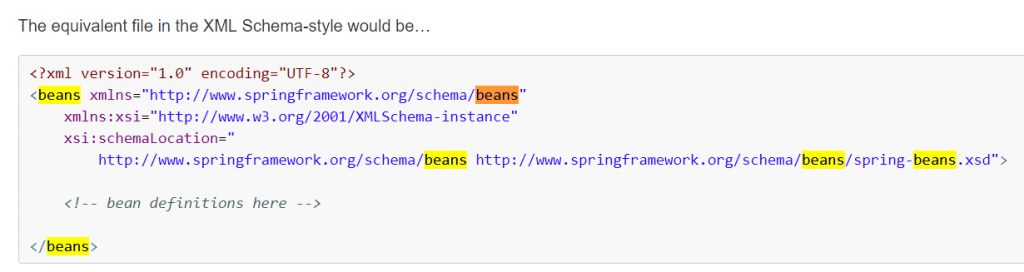 The equivalent file in the XML Schema-style would be…
<?xml version="1.0" encoding="UTF-8"?>
<beans xmlns="http://www.springframework.org/schema/beans"
xmlns:xsi="http://www.w3.org/2001/XMLSchema-instance"
xsi:schemaLocation="
http://www.springframework.org/schema/beans http://www.springframework.org/schema/beans/spring-beans.xsd">
<!-- bean definitions here -->
</beans>